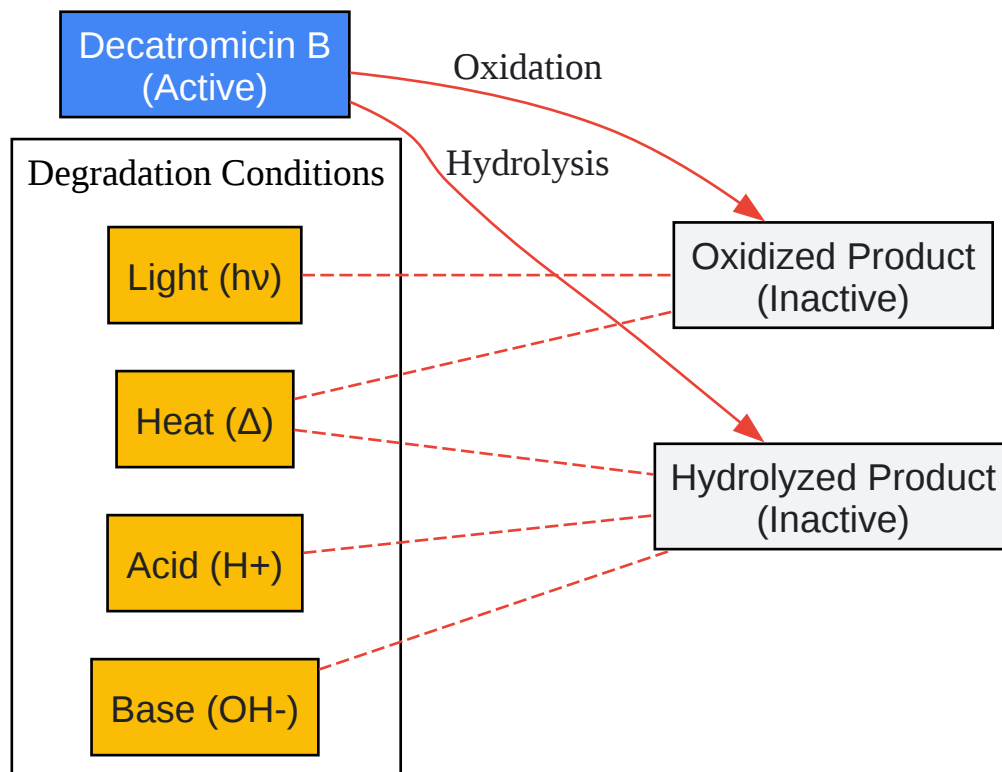 Decatromicin B
(Active)
Oxidation
Hydrolysis
Degradation Conditions
Light (hν)
Oxidized Product
(Inactive)
Heat (Δ)
Hydrolyzed Product
(Inactive)
Acid (H+)
Base (OH-)